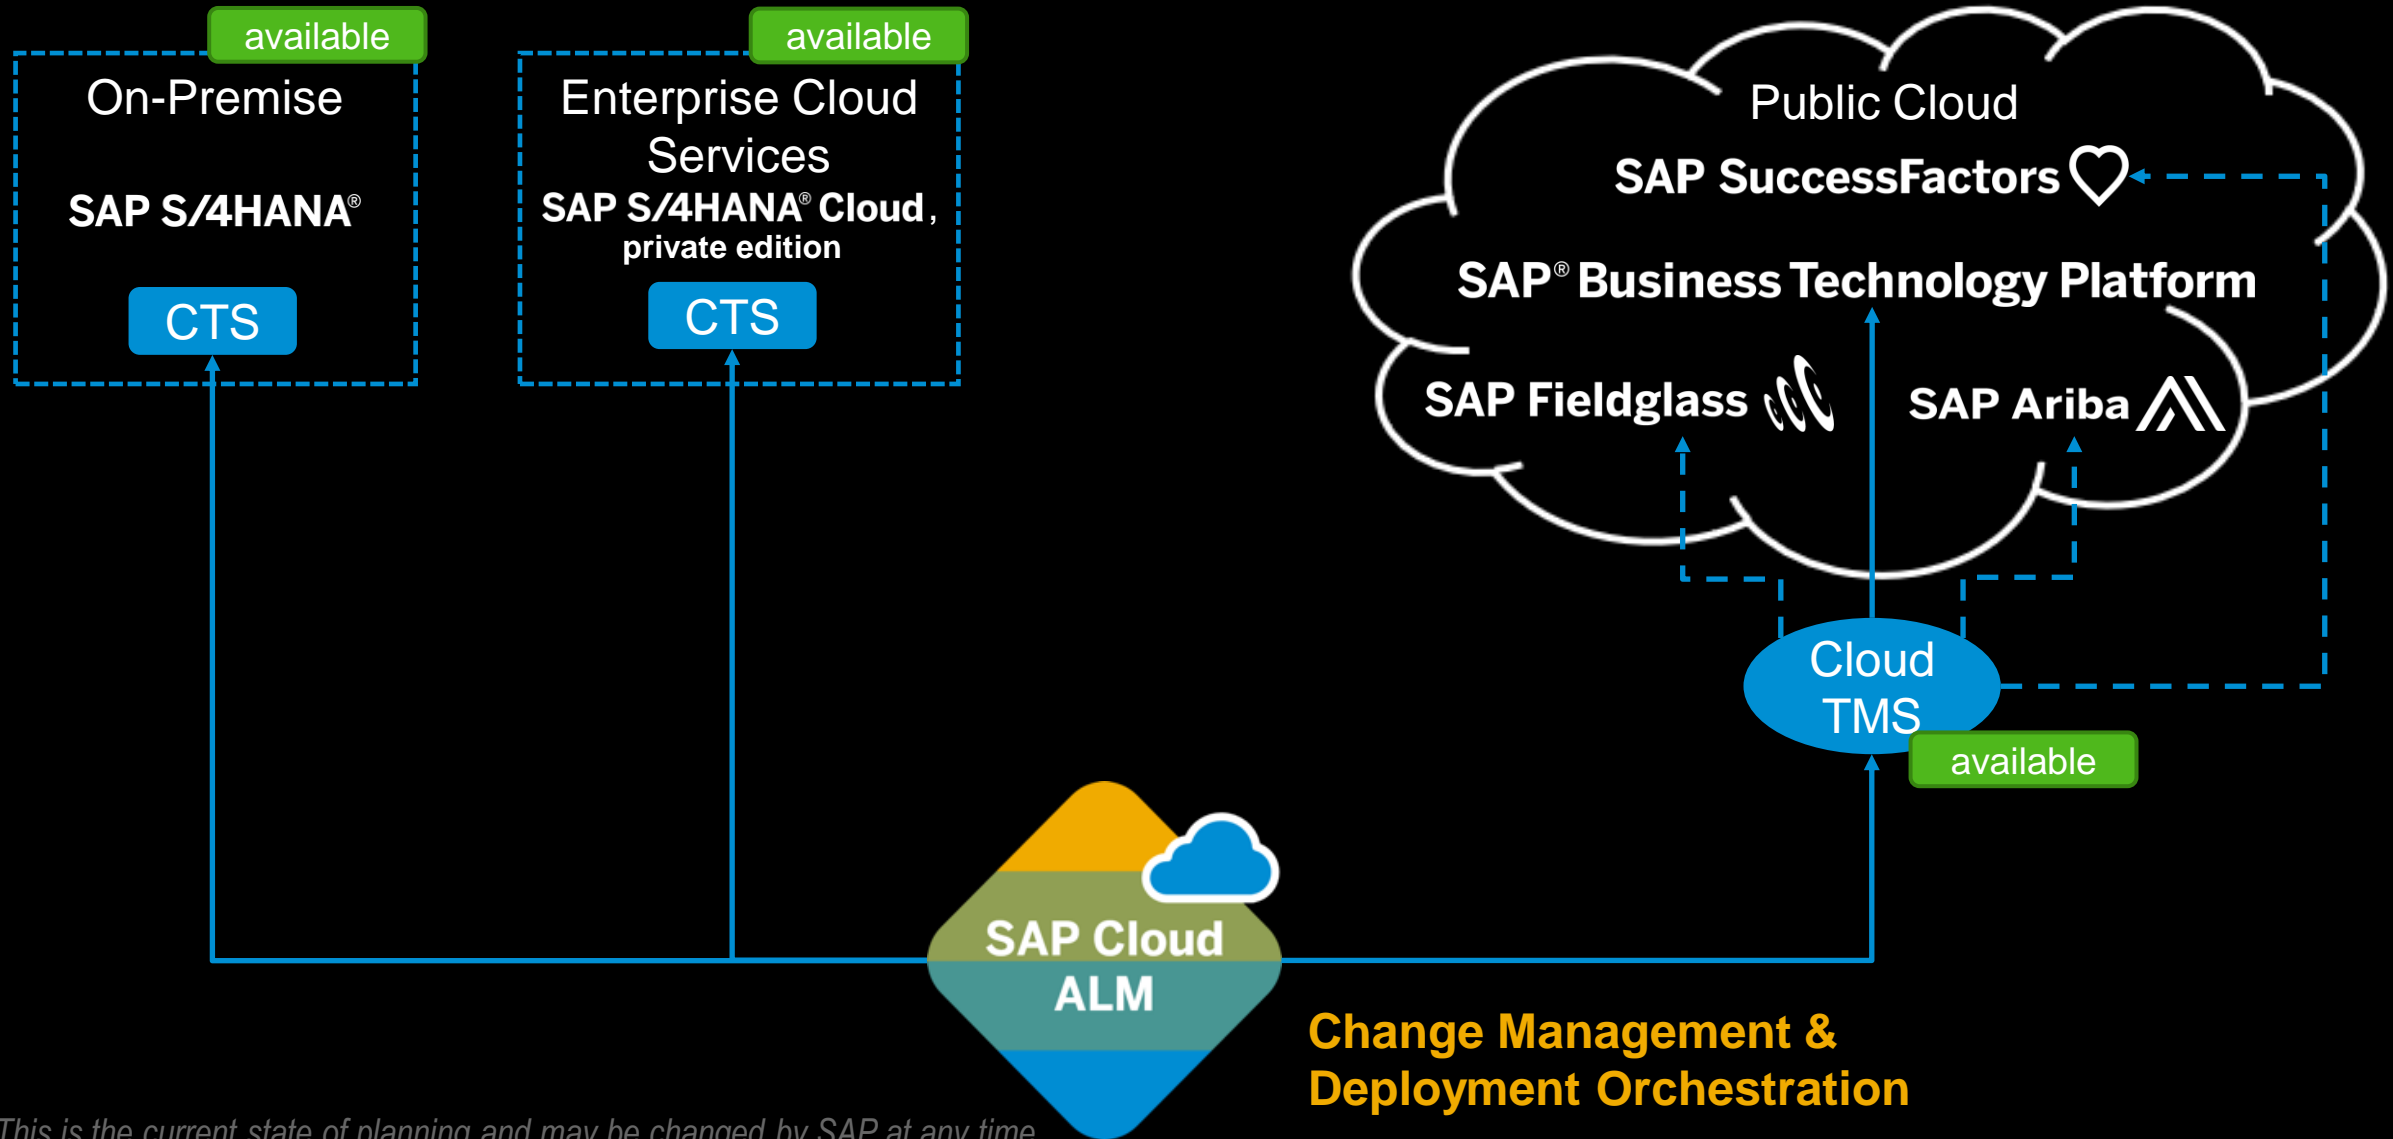 available
On-Premise
SAP S/4HANA®
CTS
available
Enterprise Cloud
Services
SAP S/4HANA® Cloud,
private edition
CTS
Public Cloud
SAP SuccessFactors
SAP® Business Technology Platform
SAP Fieldglass
SAP Ariba
Cloud
TMS
available
SAP Cloud
ALM
Change Management &
Deployment Orchestration
This is the current state of planning and may be changed by SAP at any time